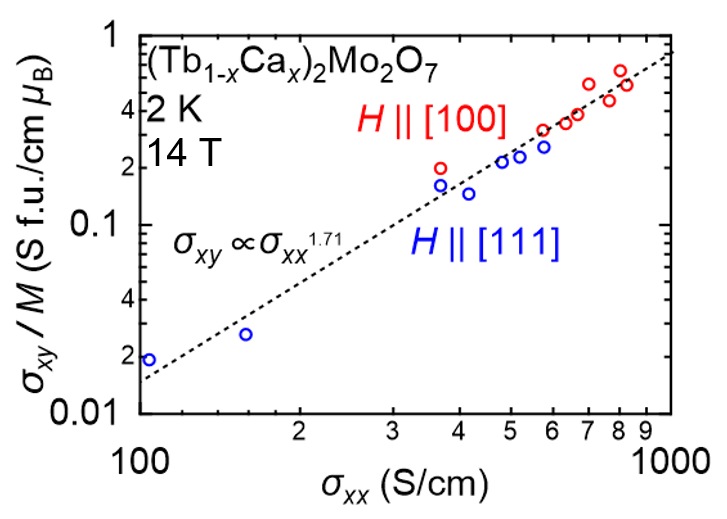 1
(Tb1-xCax)2Mo2O7
4
2 K
H || [100]
2
14 T
0.1
σxy ∝σxx1.71
H || [111]
4
2
0.01
2 3 4 5 6 7 8 9
100 1000
σxx (S/cm)
σxy / M (S f.u./cm μB)